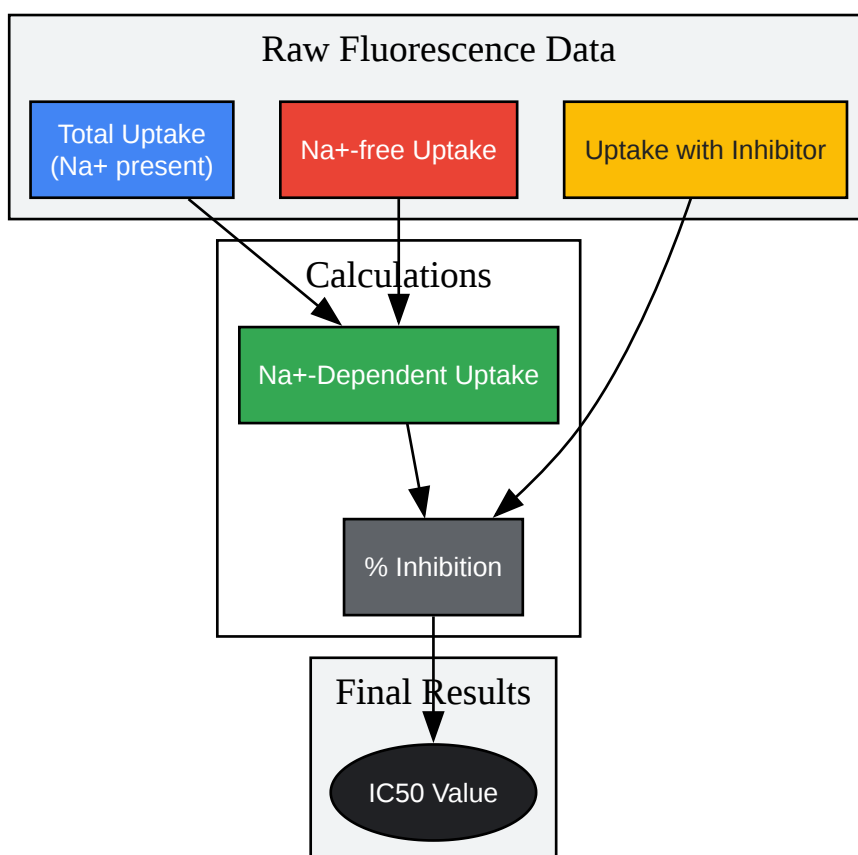 Raw Fluorescence Data
Total Uptake
(Na+ present)
Na+-free Uptake
Uptake with Inhibitor
Calculations
Na+-Dependent Uptake
% Inhibition
Final Results
IC50 Value